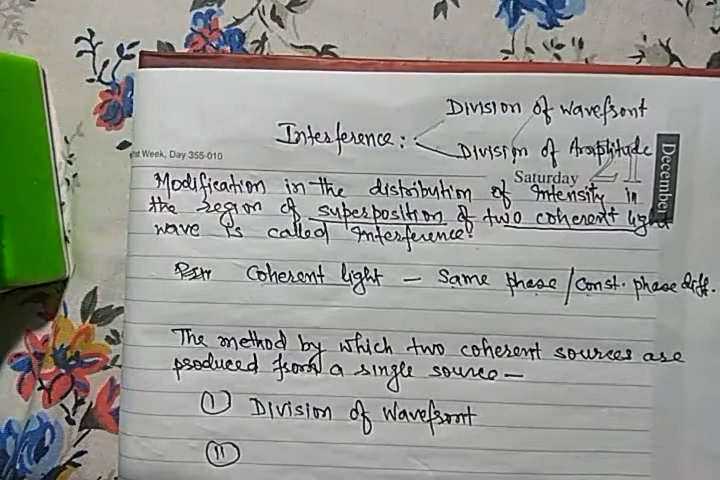 Division of Wavefront
Interference:
Division of Amplitude
Week, Day 355-010
Saturday 21
December
Modification in the distribution of Intensity in
the region of superposition of two coherent light
wave is called Interference.
Coherent light - Same phase/Const. phase diff.
The method by which two coherent sources are
produced from a single source-
(I) Division of Wavefront
(II)